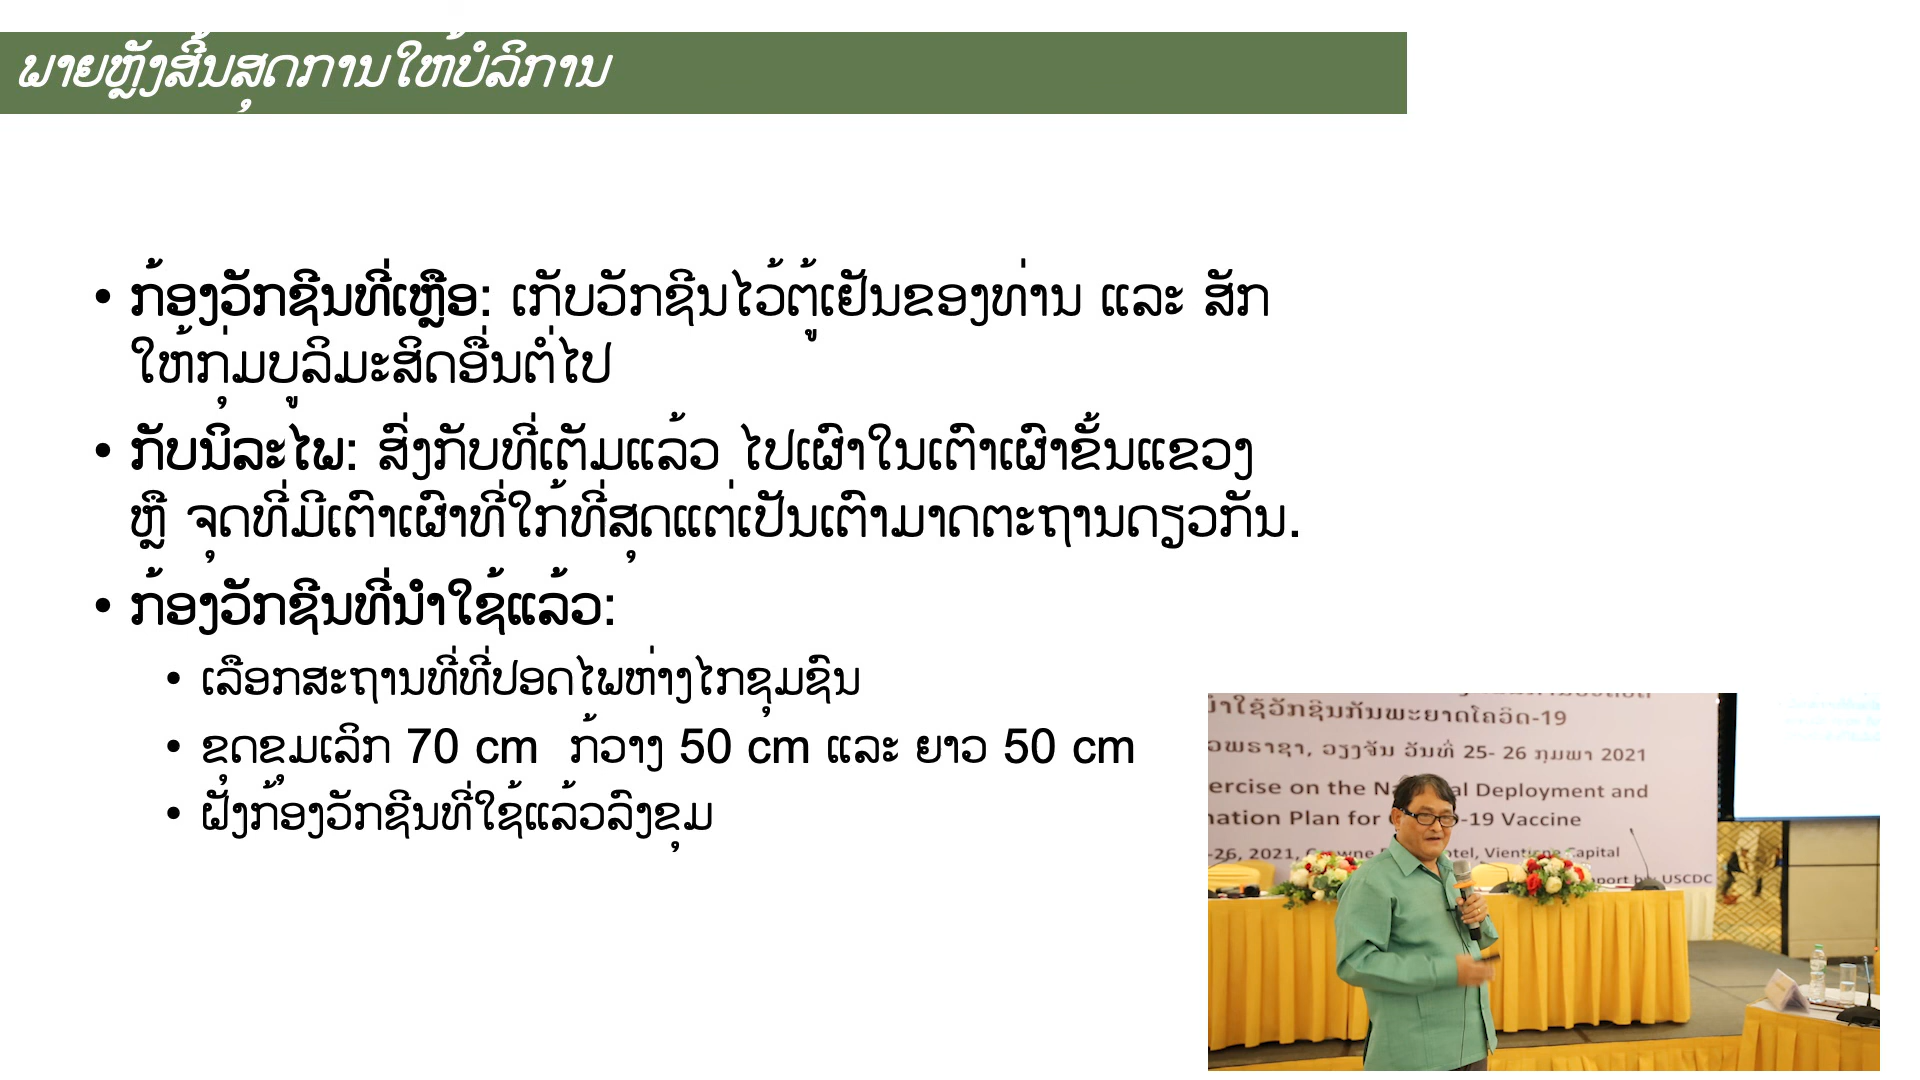 ພາຍຫຼັງສິ້ນສຸດການໃຫ້ບໍລິການ
• ກ້ອງວັກຊີນທີ່ເຫຼືອ: ເກັບວັກຊີນໄວ້ຕູ້ເຢັນຂອງທ່ານ ແລະ ສັກ
ໃຫ້ກຸ່ມບູລິມະສິດອື່ນຕໍ່ໄປ
• ກັບນິລະໄພ: ສົ່ງກັບທີ່ເຕັມແລ້ວ ໄປເຜົາໃນເຕົາເຜົາຂັ້ນແຂວງ
ຫຼື ຈຸດທີ່ມີເຕົາເຜົາທີ່ໃກ້ທີ່ສຸດແຕ່ເປັນເຕົາມາດຕະຖານດຽວກັນ.
• ກ້ອງວັກຊີນທີ່ນຳໃຊ້ແລ້ວ:
• ເລືອກສະຖານທີ່ທີ່ປອດໄພຫ່າງໄກຊຸມຊົນ
• ຂຸດຂຸມເລິກ 70 cm ກ້ວາງ 50 cm ແລະ ຍາວ 50 cm
• ຝັງກ້ອງວັກຊີນທີ່ໃຊ້ແລ້ວລົງຂຸມ
ນຳໃຊ້ວັກຊີນກັນພະຍາດໂຄວິດ-19
ວຽງຈັນ ວັນທີ 25- 26 ກຸມພາ 2021
on the Deployment and
Plan for -19 Vaccine
-26, 2021, Capital
by USCDC